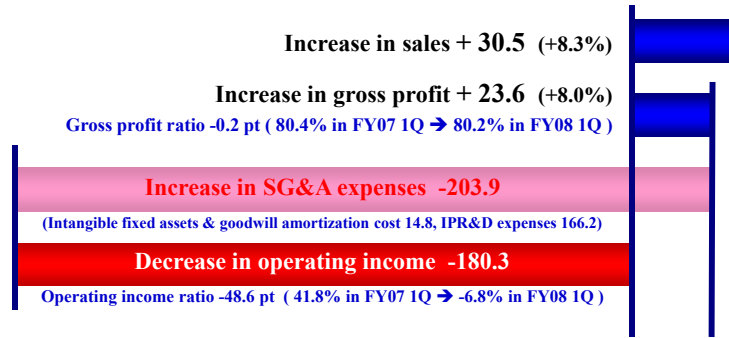 Increase in sales + 30.5 (+8.3%)
Increase in gross profit + 23.6 (+8.0%)
Gross profit ratio -0.2 pt ( 80.4% in FY07 1Q ➔ 80.2% in FY08 1Q )
Increase in SG&A expenses -203.9
(Intangible fixed assets & goodwill amortization cost 14.8, IPR&D expenses 166.2)
Decrease in operating income -180.3
Operating income ratio -48.6 pt ( 41.8% in FY07 1Q ➔ -6.8% in FY08 1Q )